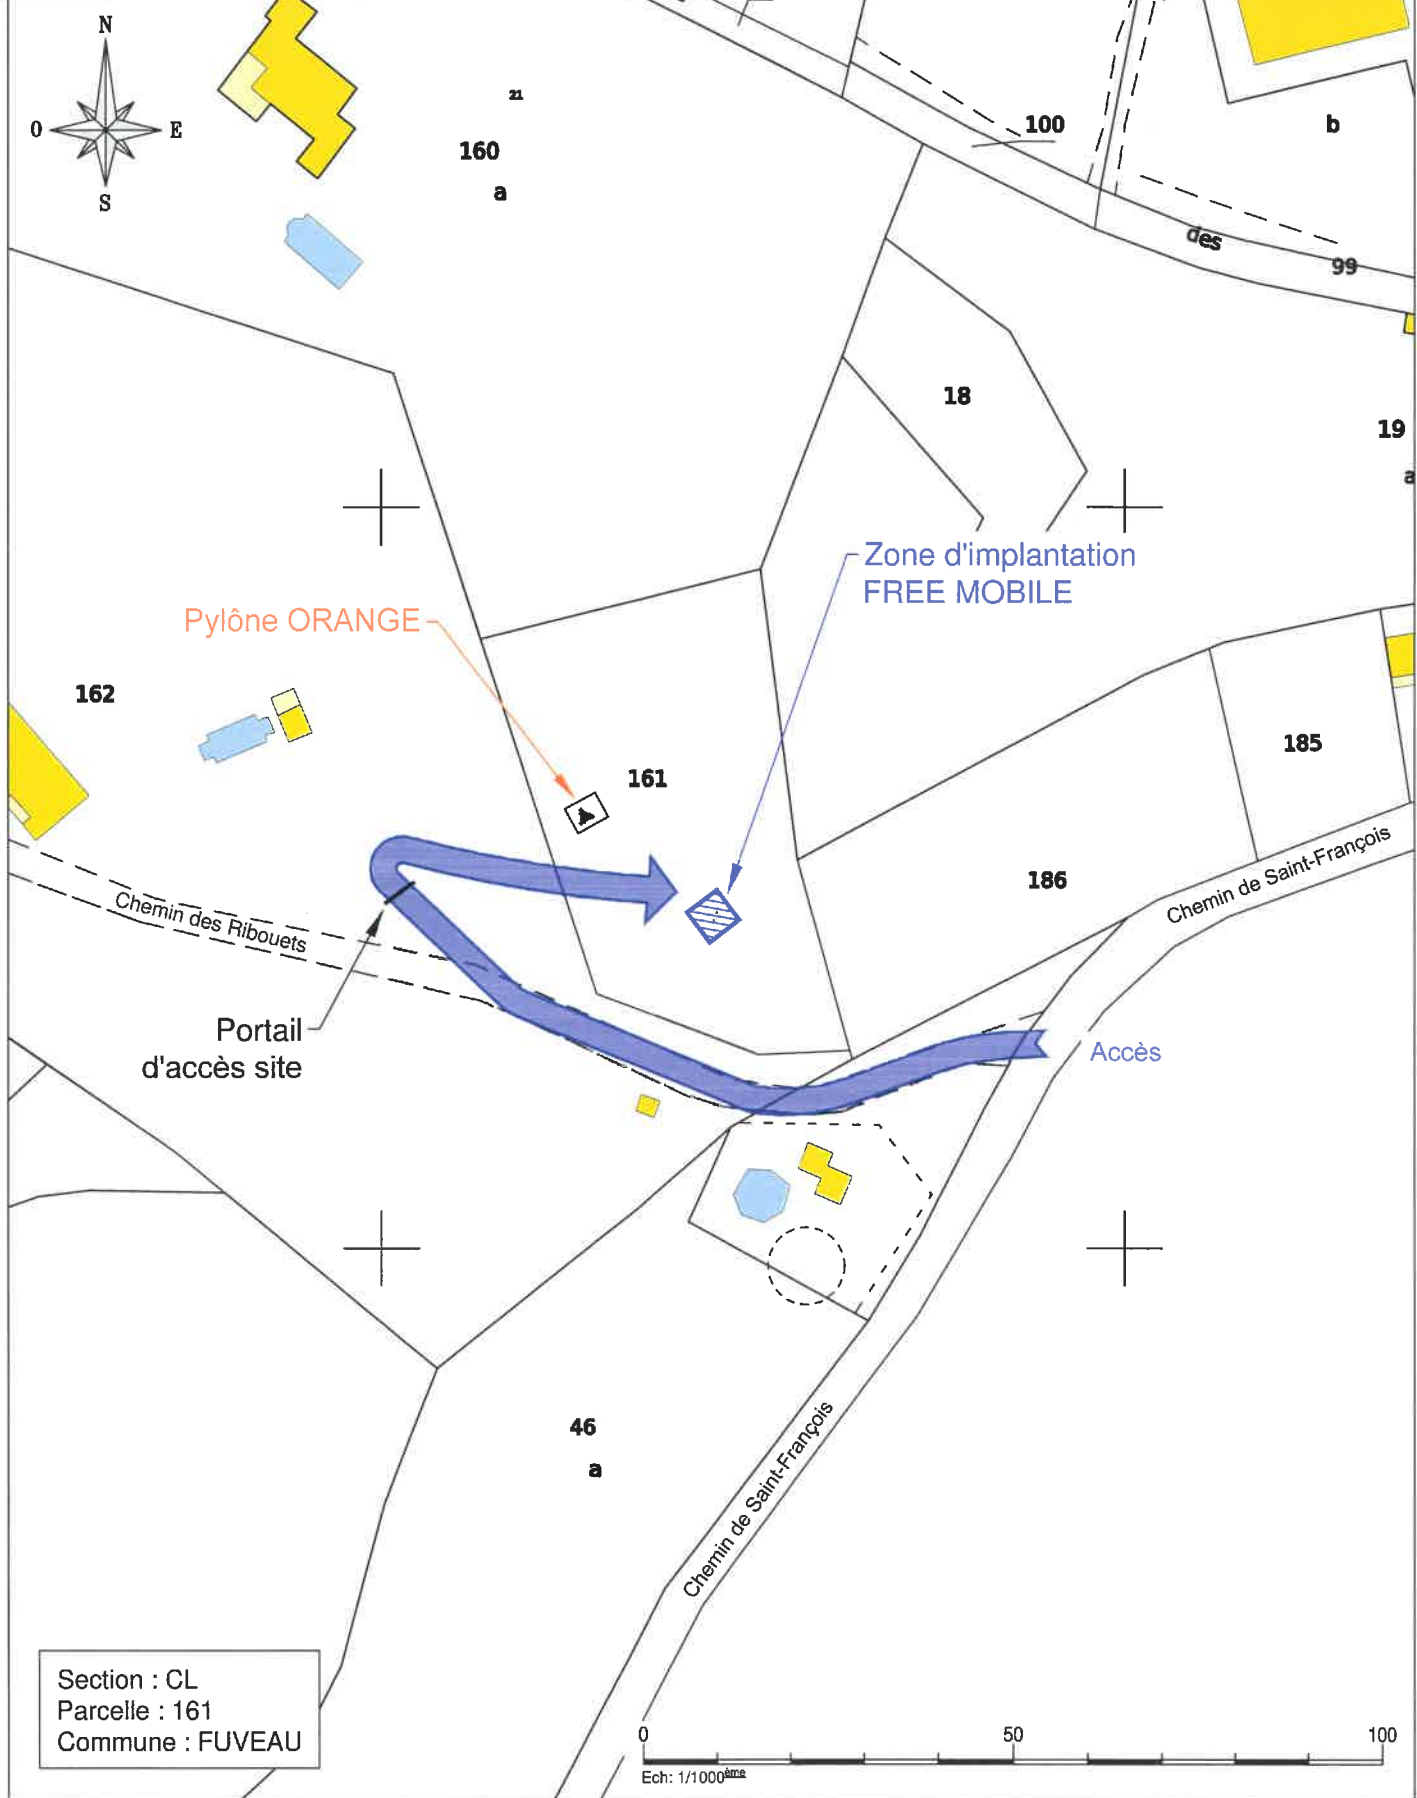 N
O
E
S
21
160
a
100
b
des
99
18
19
a
Zone d'implantation
FREE MOBILE
Pylône ORANGE
162
161
185
186
Chemin de Saint-François
Chemin des Ribouets
Portail
d'accès site
Accès
46
a
Chemin de Saint-François
Section : CL
Parcelle : 161
Commune : FUVEAU
0
50
100
Ech: 1/1000ème